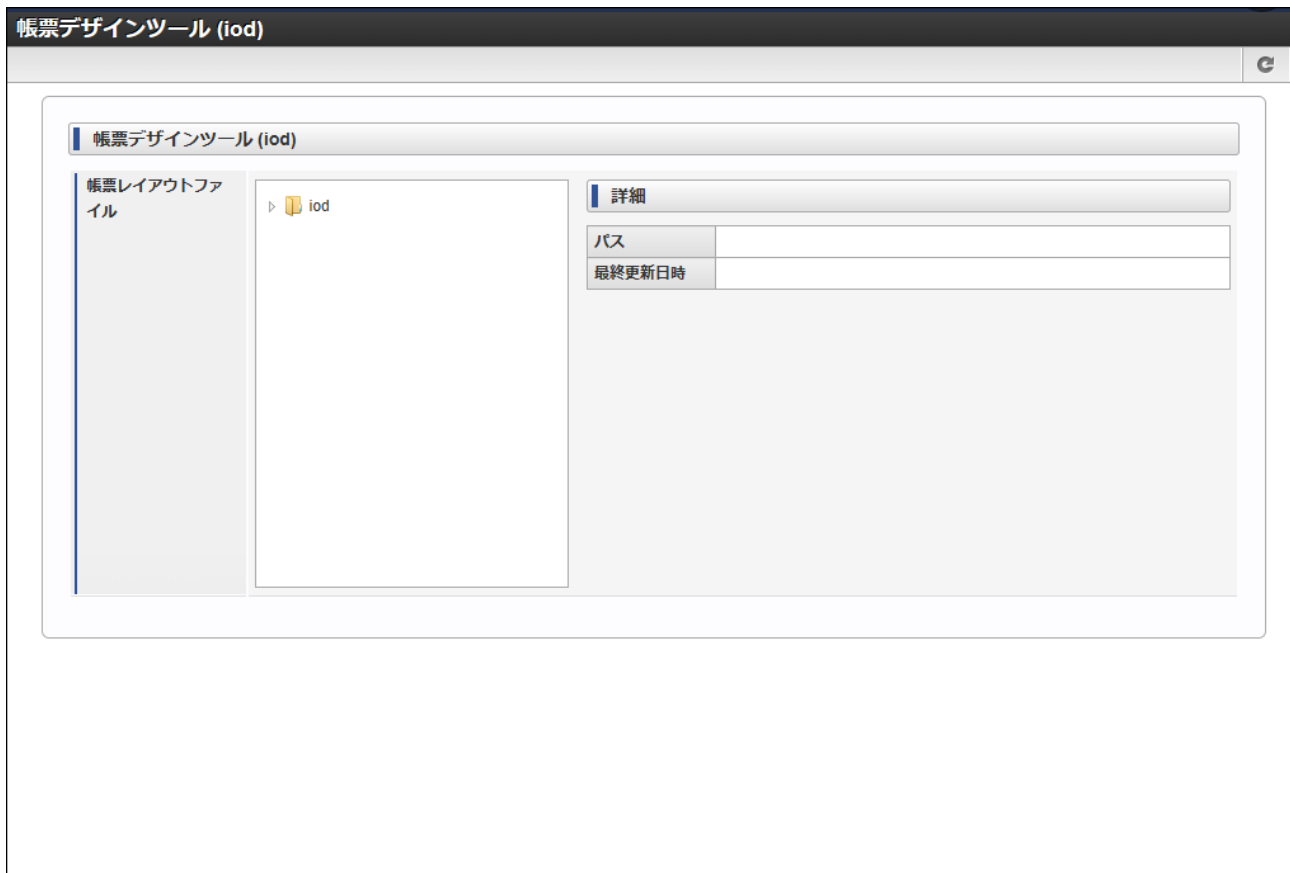 帳票デザインツール (iod)
帳票デザインツール (iod)
帳票レイアウトファ
イル
iod
詳細
パス
最終更新日時